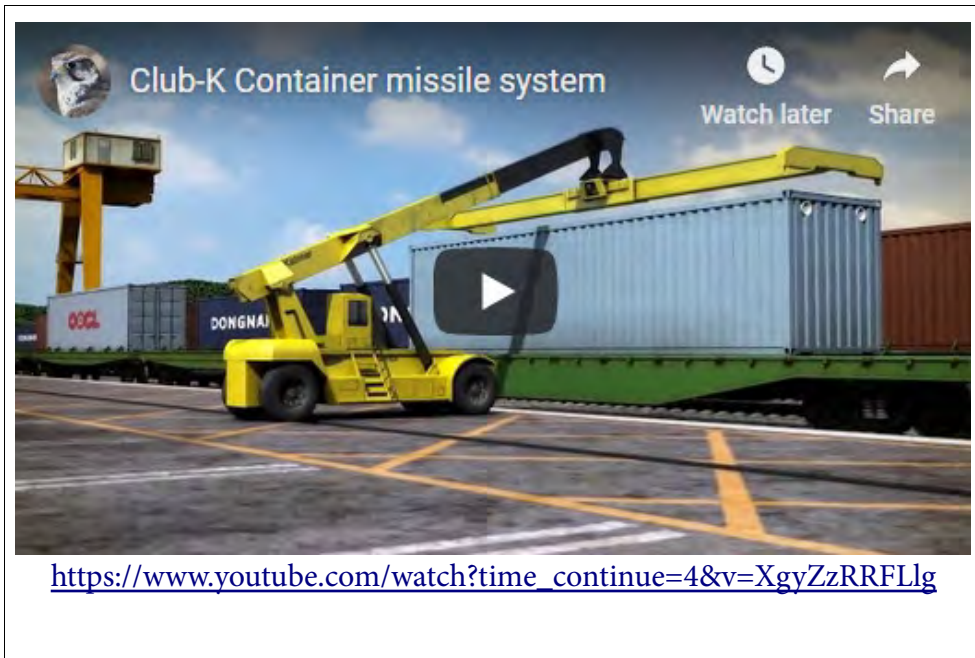 Club-K Container missile system
Watch later
Share
OOCL
DONGNA
https://www.youtube.com/watch?time_continue=4&v=XgyZzRRFLlg